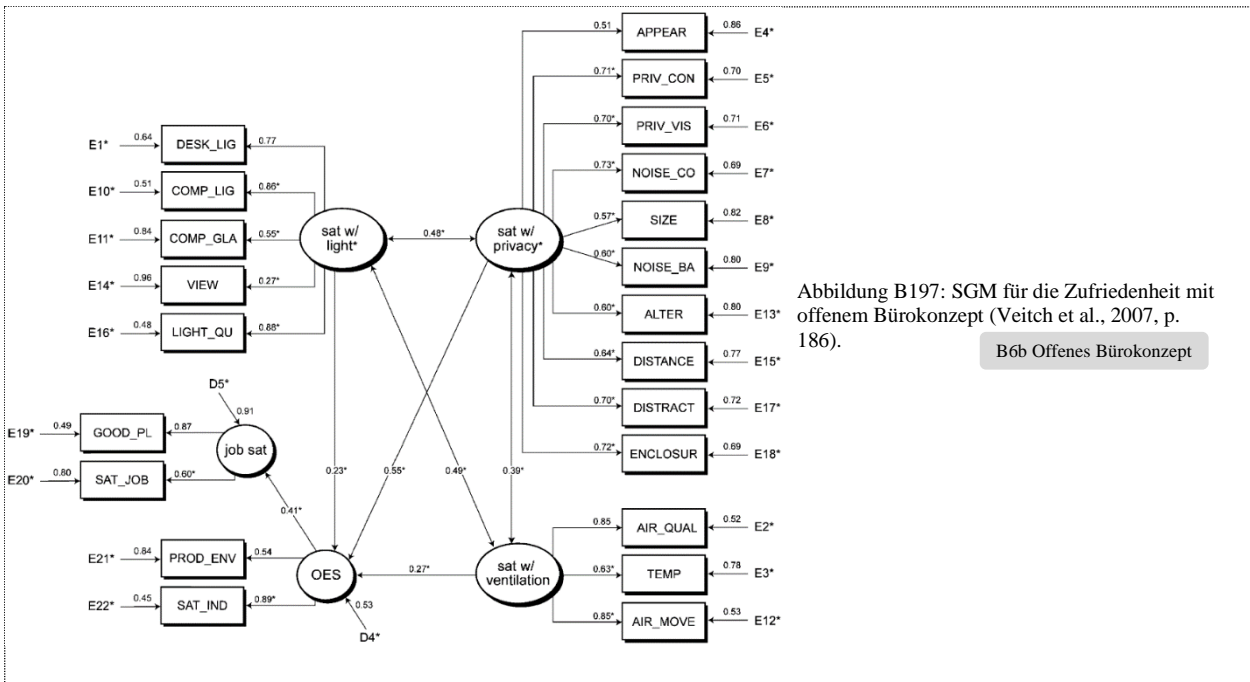 0.51 APPEAR 0.86 E4*
0.71* PRIV_CON 0.70 E5*
0.70* PRIV_VIS 0.71 E6*
0.73* NOISE_CO 0.69 E7*
0.57* SIZE 0.82 E8*
0.60* NOISE_BA 0.80 E9*
0.60* ALTER 0.80 E13*
0.64* DISTANCE 0.77 E15*
0.70* DISTRACT 0.72 E17*
0.72* ENCLOSUR 0.69 E18*
E1* 0.64 DESK_LIG 0.77
E10* 0.51 COMP_LIG 0.86*
E11* 0.84 COMP_GLA 0.55*
E14* 0.96 VIEW 0.27*
E16* 0.48 LIGHT_QU 0.88*
sat w/
light*
0.48*
sat w/
privacy*
D5*
0.91
E19* 0.49 GOOD_PL 0.87
E20* 0.80 SAT_JOB 0.60*
job sat
0.23* 0.55* 0.49* 0.39*
0.41*
E21* 0.84 PROD_ENV 0.54
E22* 0.45 SAT_IND 0.89*
OES
0.53
D4*
0.27*
sat w/
ventilation
0.85 AIR_QUAL 0.52 E2*
0.63* TEMP 0.78 E3*
0.85* AIR_MOVE 0.53 E12*
Abbildung B197: SGM für die Zufriedenheit mit
offenem Bürokonzept (Veitch et al., 2007, p.
186).
B6b Offenes Bürokonzept